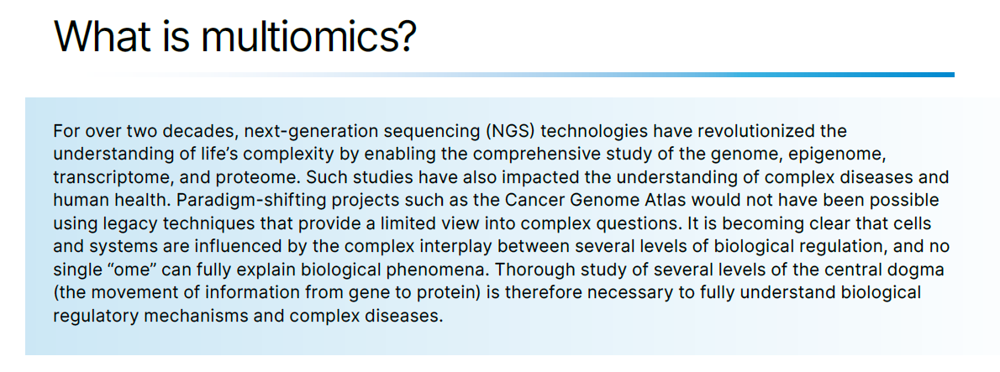 What is multiomics?
For over two decades, next-generation sequencing (NGS) technologies have revolutionized the
understanding of life’s complexity by enabling the comprehensive study of the genome, epigenome,
transcriptome, and proteome. Such studies have also impacted the understanding of complex diseases and
human health. Paradigm-shifting projects such as the Cancer Genome Atlas would not have been possible
using legacy techniques that provide a limited view into complex questions. It is becoming clear that cells
and systems are influenced by the complex interplay between several levels of biological regulation, and no
single “ome” can fully explain biological phenomena. Thorough study of several levels of the central dogma
(the movement of information from gene to protein) is therefore necessary to fully understand biological
regulatory mechanisms and complex diseases.